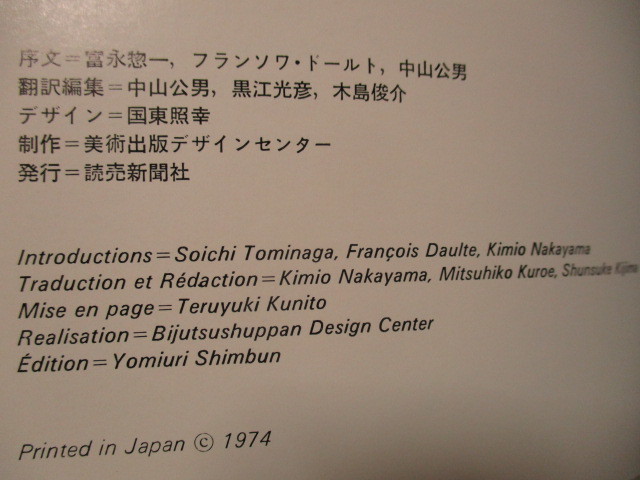 序文=富永惣一, フランソワ・ドールト, 中山公男
翻訳編集=中山公男, 黒江光彦, 木島俊介
デザイン=国東照幸
制作=美術出版デザインセンター
発行=読売新聞社
Introductions=Soichi Tominaga, François Daulte, Kimio Nakayama
Traduction et Rédaction=Kimio Nakayama, Mitsuhiko Kuroe, Shunsuke Kijima
Mise en page=Teruyuki Kunito
Realisation=Bijutsushuppan Design Center
Édition=Yomiuri Shimbun
Printed in Japan © 1974